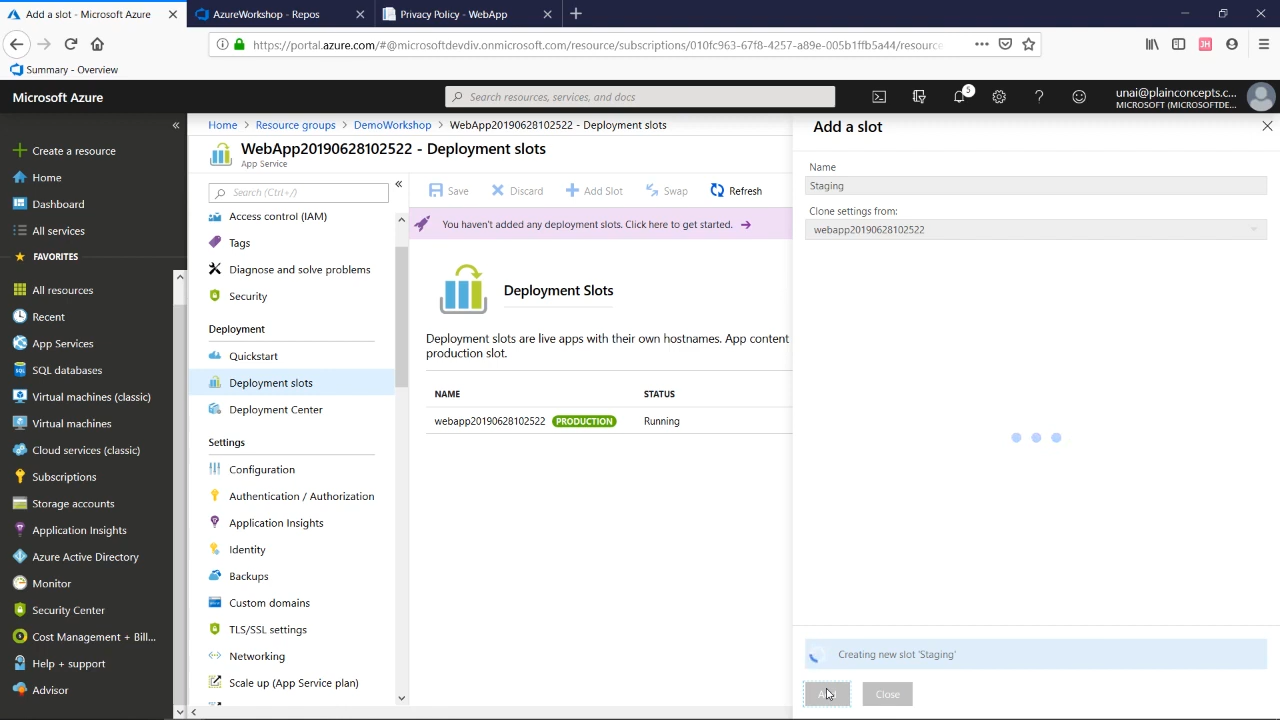 Add a slot - Microsoft Azure
AzureWorkshop - Repos
Privacy Policy - WebApp
https://portal.azure.com/#@microsoftdevdiv.onmicrosoft.com/resource/subscriptions/010fc963-67f8-4257-a89e-005b1ffb5a44/resource
Summary - Overview
Microsoft Azure
Search resources, services, and docs
5
unai@plainconcepts.c...
MICROSOFT (MICROSOFTDE...
Create a resource
Home
Dashboard
All services
FAVORITES
All resources
Recent
App Services
SQL databases
Virtual machines (classic)
Virtual machines
Cloud services (classic)
Subscriptions
Storage accounts
Application Insights
Azure Active Directory
Monitor
Security Center
Cost Management + Bill...
Help + support
Advisor
Home > Resource groups > DemoWorkshop > WebApp20190628102522 - Deployment slots
WebApp20190628102522 - Deployment slots
App Service
Search (Ctrl+/)
Access control (IAM)
Tags
Diagnose and solve problems
Security
Deployment
Quickstart
Deployment slots
Deployment Center
Settings
Configuration
Authentication / Authorization
Application Insights
Identity
Backups
Custom domains
TLS/SSL settings
Networking
Scale up (App Service plan)
Save
Discard
Add Slot
Swap
Refresh
You haven't added any deployment slots. Click here to get started.
Deployment Slots
Deployment slots are live apps with their own hostnames. App content
production slot.
NAME STATUS
webapp20190628102522 PRODUCTION Running
Add a slot
Name
Staging
Clone settings from:
webapp20190628102522
Creating new slot 'Staging'
Add
Close